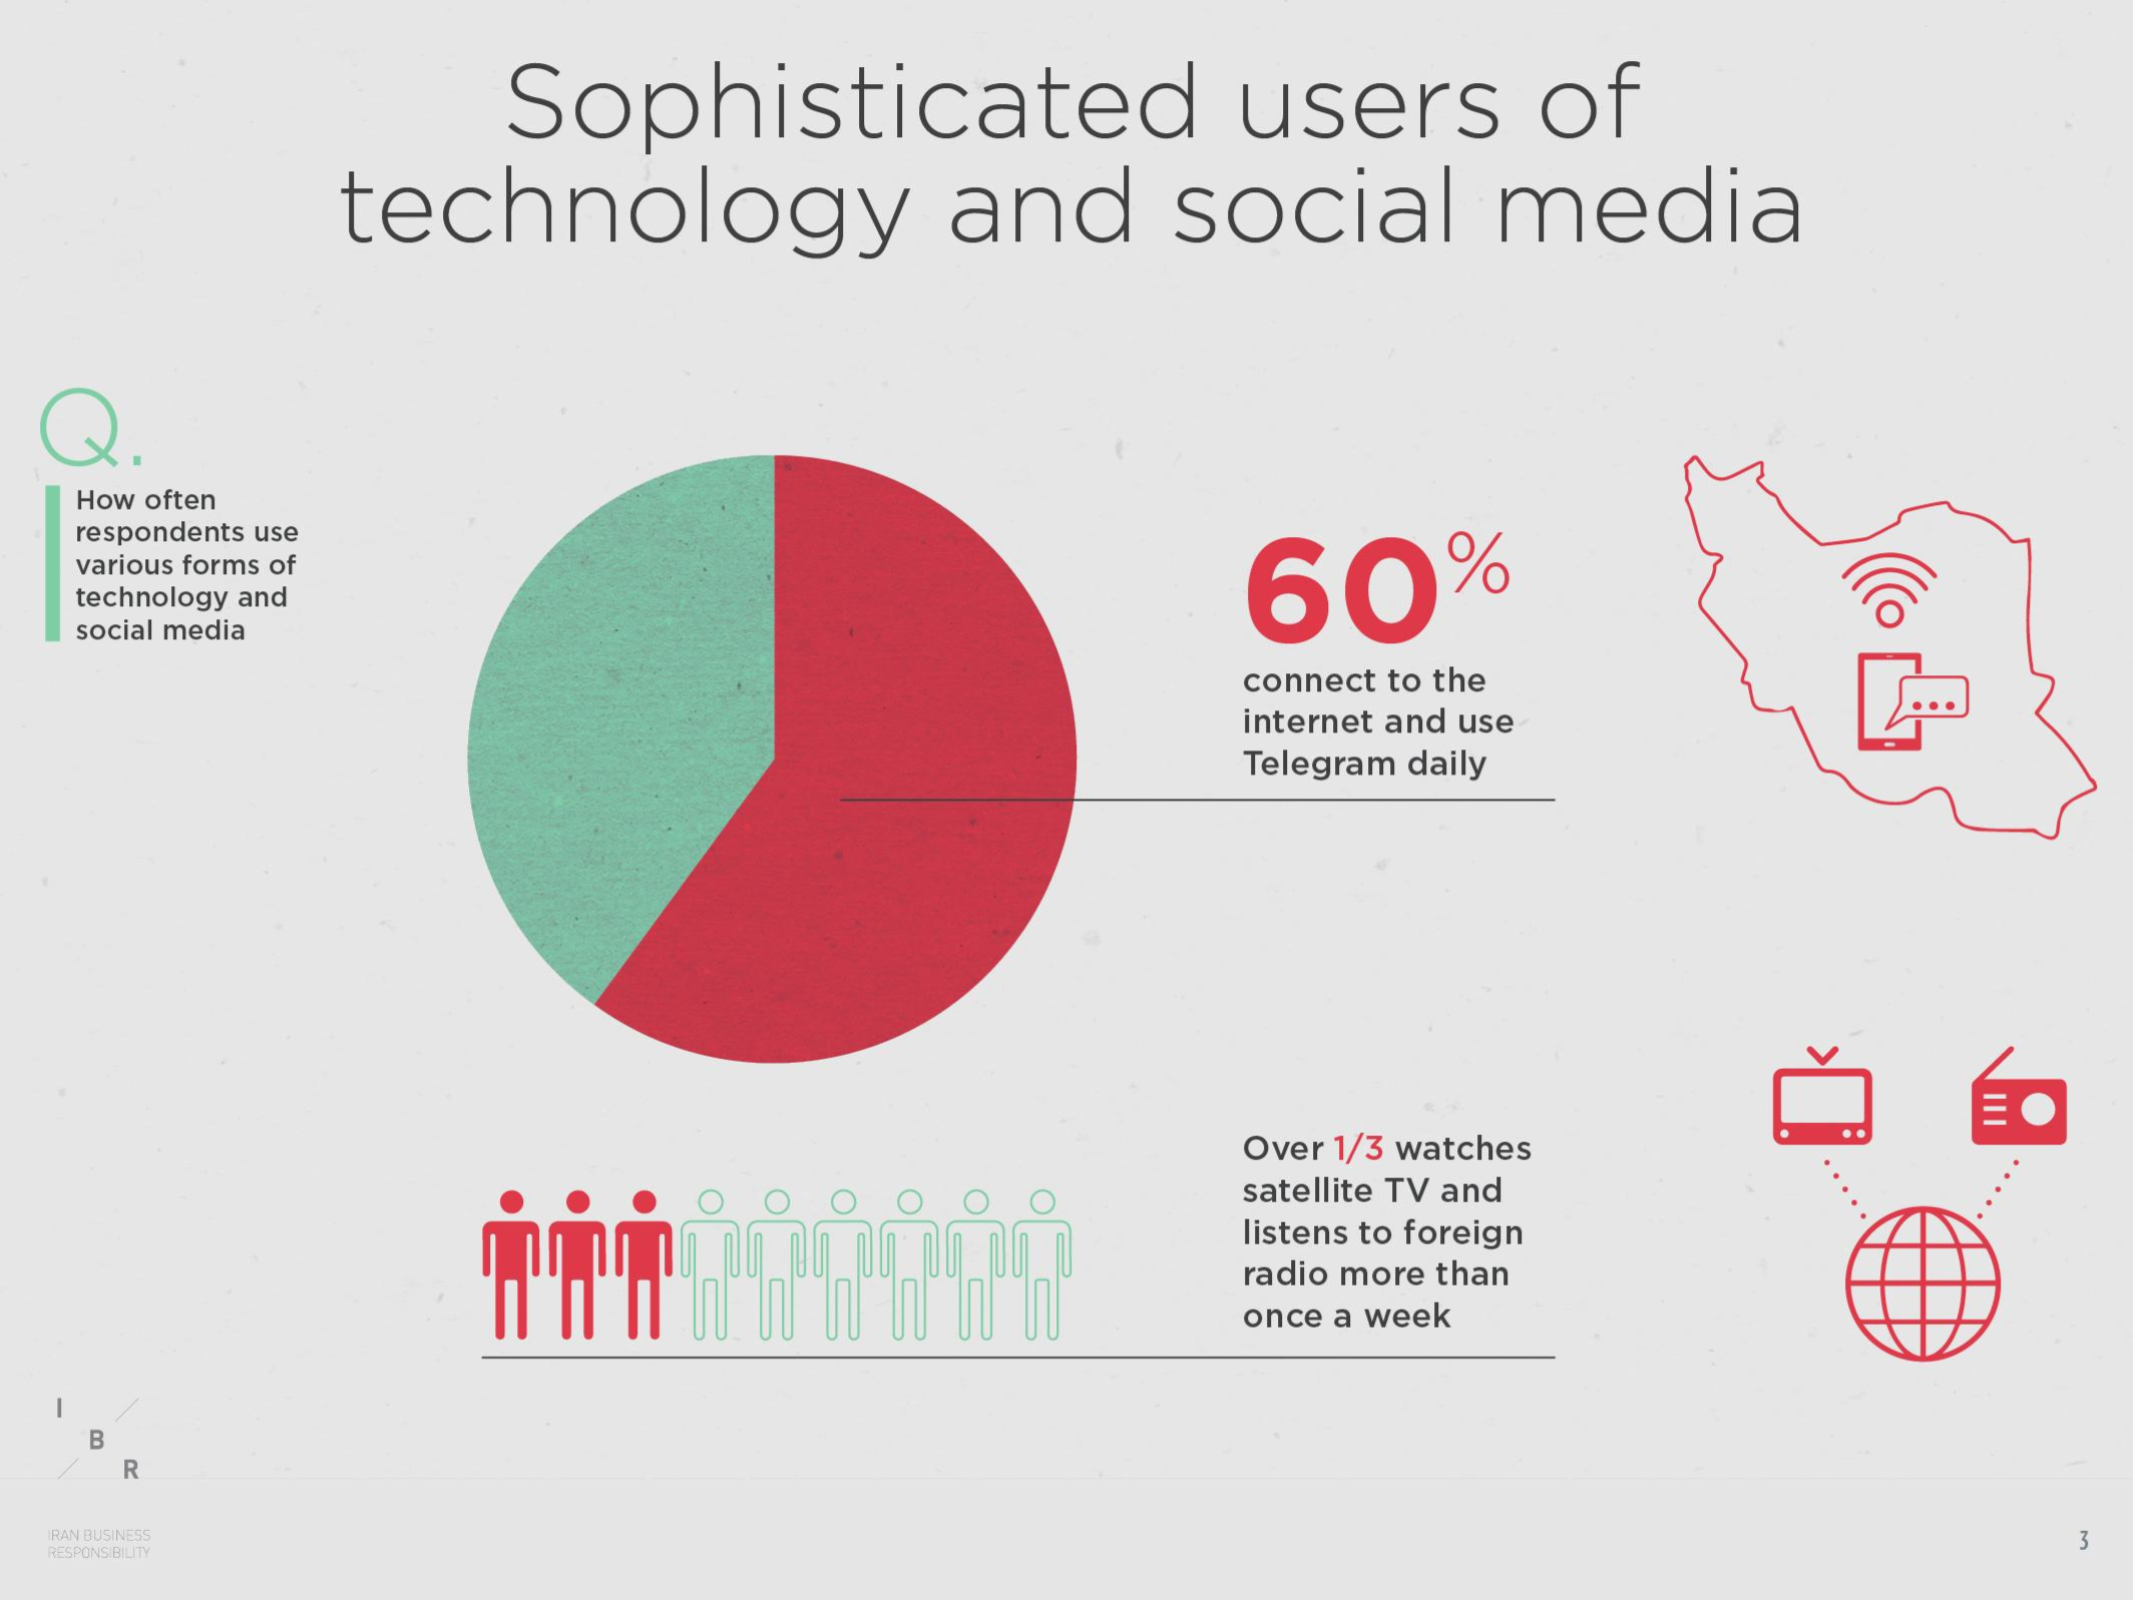 Sophisticated users of
technology and social media
Q.
How often
respondents use
various forms of
technology and
social media
60%
connect to the
internet and use
Telegram daily
Over 1/3 watches
satellite TV and
listens to foreign
radio more than
once a week
I
B
R
IRAN BUSINESS
RESPONSIBILITY
3